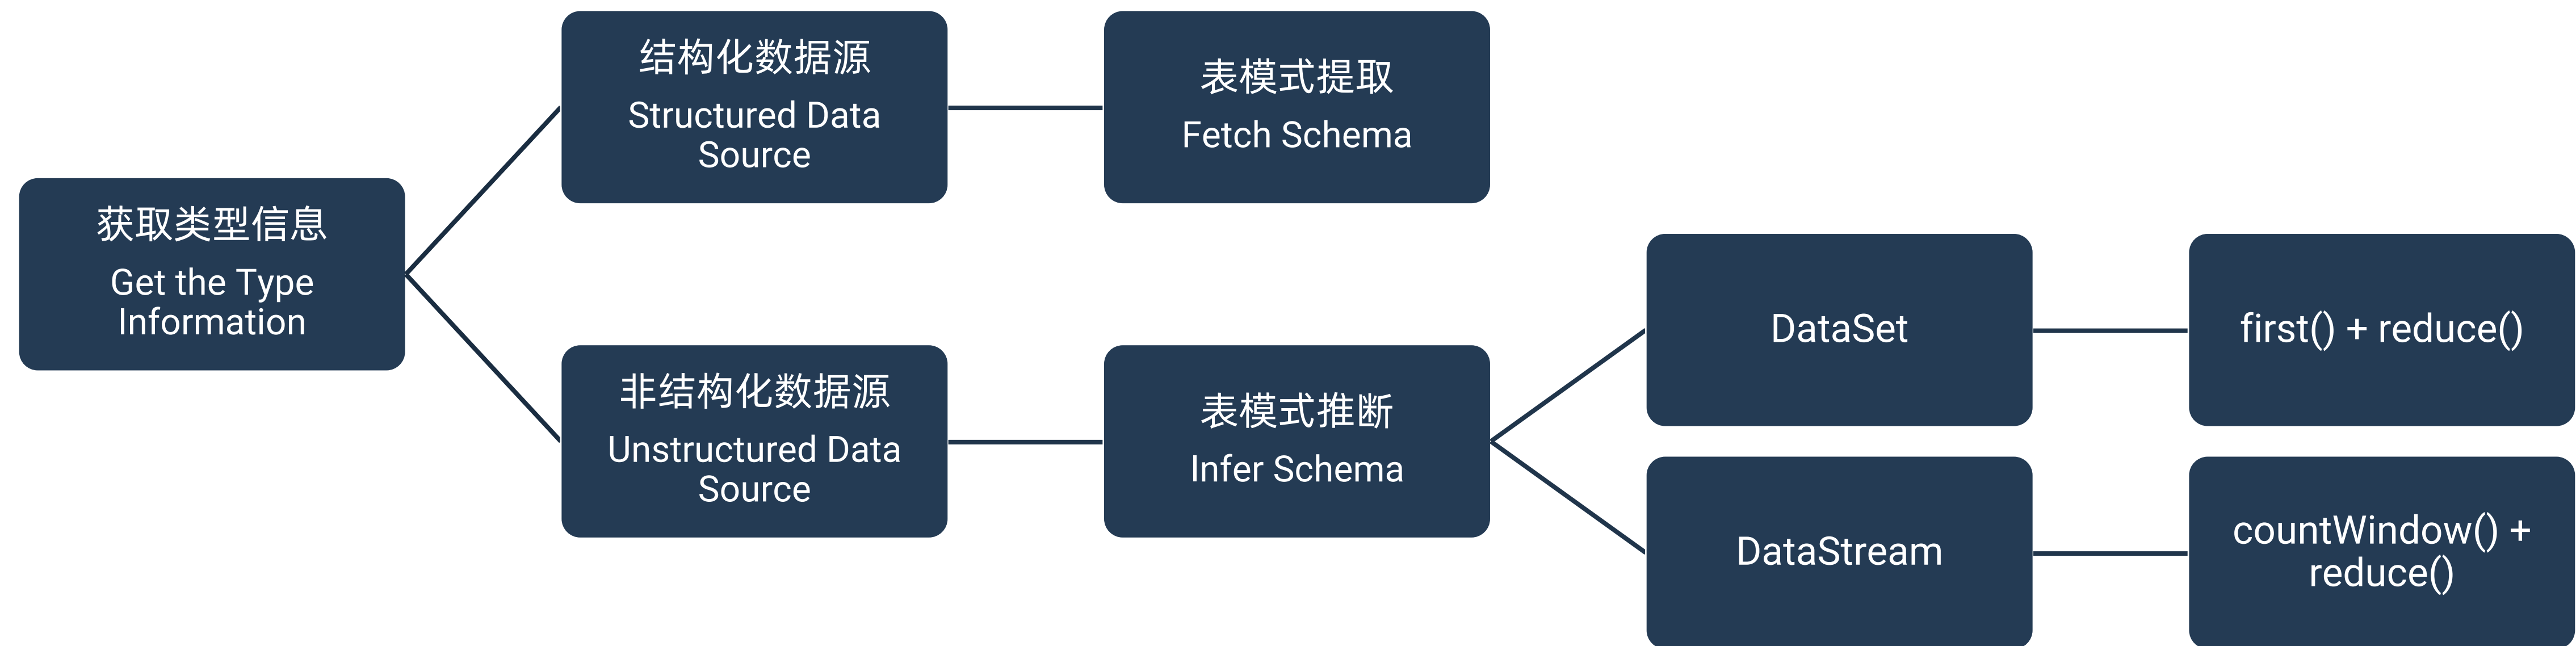 获取类型信息
Get the Type
Information
结构化数据源
Structured Data
Source
表模式提取
Fetch Schema
非结构化数据源
Unstructured Data
Source
表模式推断
Infer Schema
DataSet
first() + reduce()
DataStream
countWindow() +
reduce()